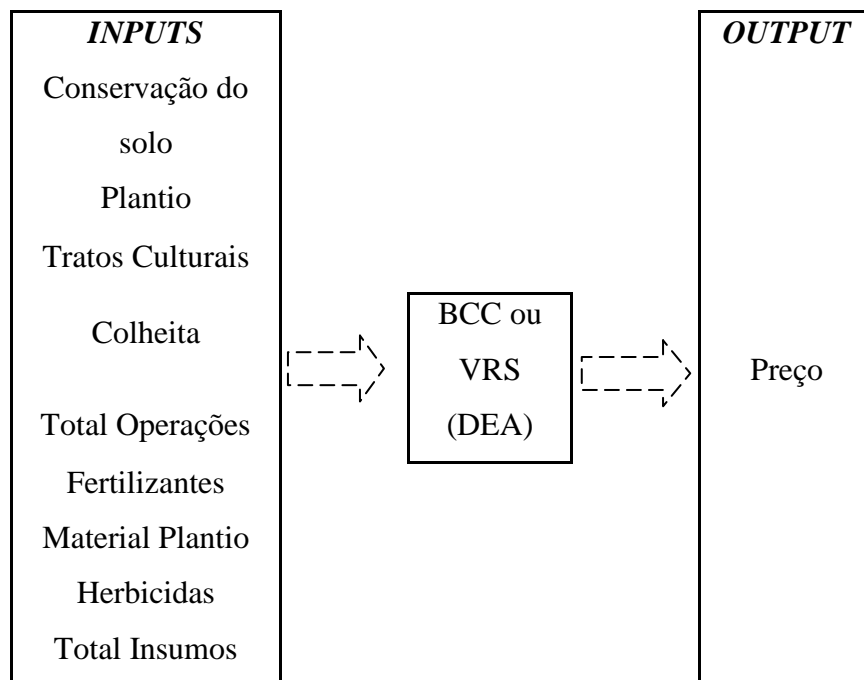 INPUTS
Conservação do
solo
Plantio
Tratos Culturais
Colheita
Total Operações
Fertilizantes
Material Plantio
Herbicidas
Total Insumos
BCC ou
VRS
(DEA)
OUTPUT
Preço